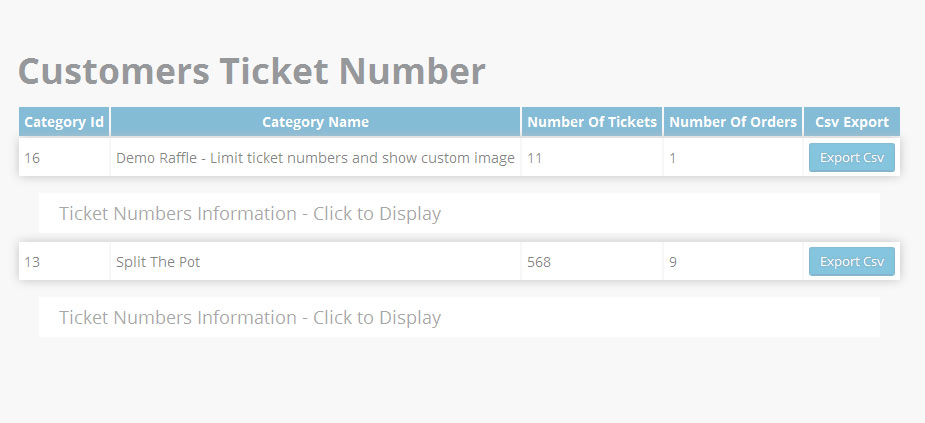 Customers Ticket Number
Category Id Category Name Number Of Tickets Number Of Orders Csv Export
16 Demo Raffle - Limit ticket numbers and show custom image 11 1 Export Csv
Ticket Numbers Information - Click to Display
13 Split The Pot 568 9 Export Csv
Ticket Numbers Information - Click to Display